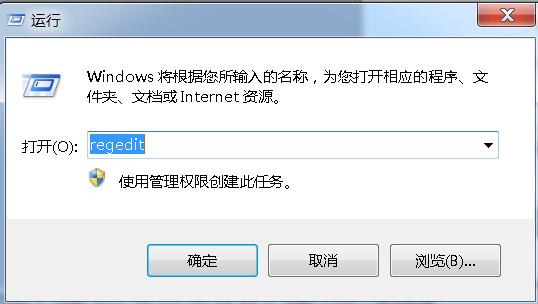 运行
Windows 将根据您所输入的名称，为您打开相应的程序、文
件夹、文档或 Internet 资源。
打开(O): regedit
使用管理权限创建此任务。
确定 取消 浏览(B)...